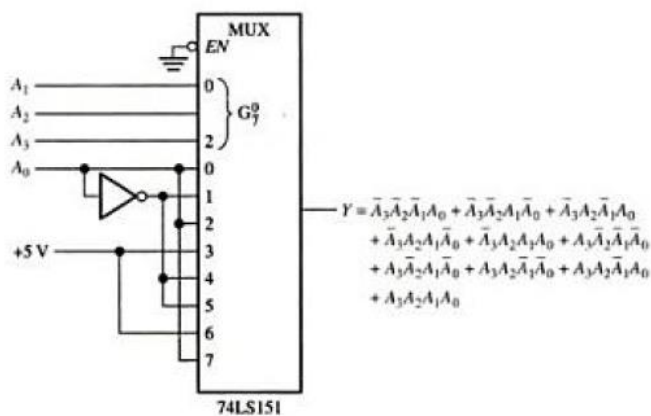 MUX
EN
A₁
0
A₂
G⁰₇
A₃
2
A₀
0
1
2
+5 V
3
4
5
6
7
74LS151
Y = A̅₃A̅₂A̅₁A₀ + A̅₃A̅₂A₁A̅₀ + A̅₃A₂A̅₁A₀
+ A̅₃A₂A₁A̅₀ + A̅₃A₂A₁A₀ + A₃A̅₂A̅₁A̅₀
+ A₃A̅₂A₁A̅₀ + A₃A₂A̅₁A̅₀ + A₃A₂A̅₁A₀
+ A₃A₂A₁A₀